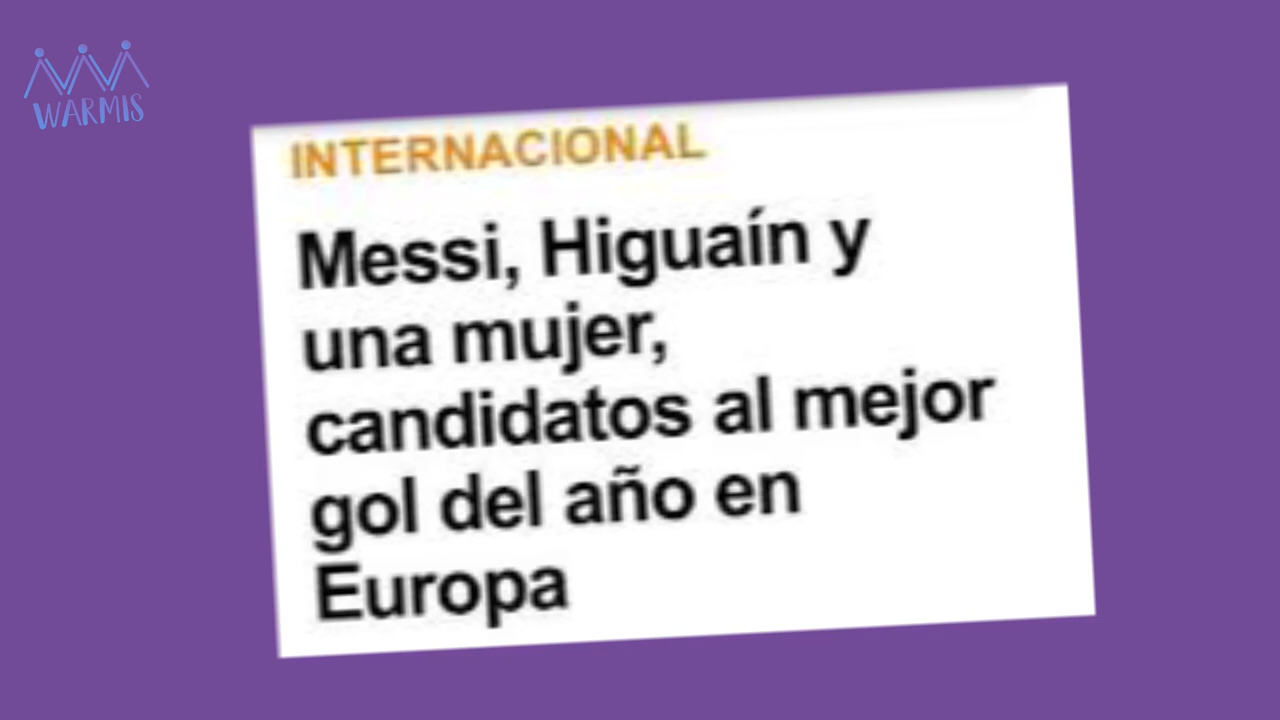 WARMIS
INTERNACIONAL
Messi, Higuaín y
una mujer,
candidatos al mejor
gol del año en
Europa